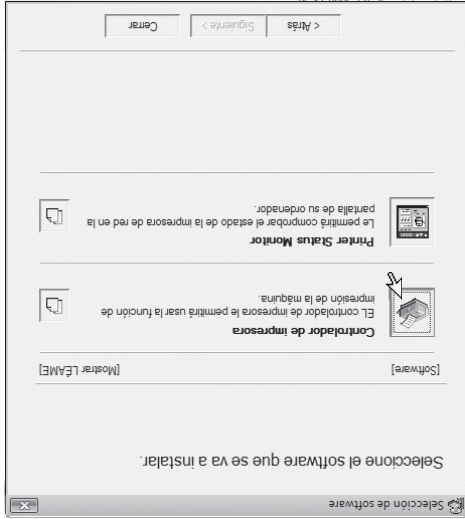 Selección de software
Seleccione el software que se va a instalar.
[Software] [Mostrar LÉAME]
Controlador de impresora
EL controlador de impresora le permitirá usar la función de
impresión de la máquina.
Printer Status Monitor
Le permitirá comprobar el estado de la impresora de red en la
pantalla de su ordenador.
< Atrás Siguiente > Cerrar